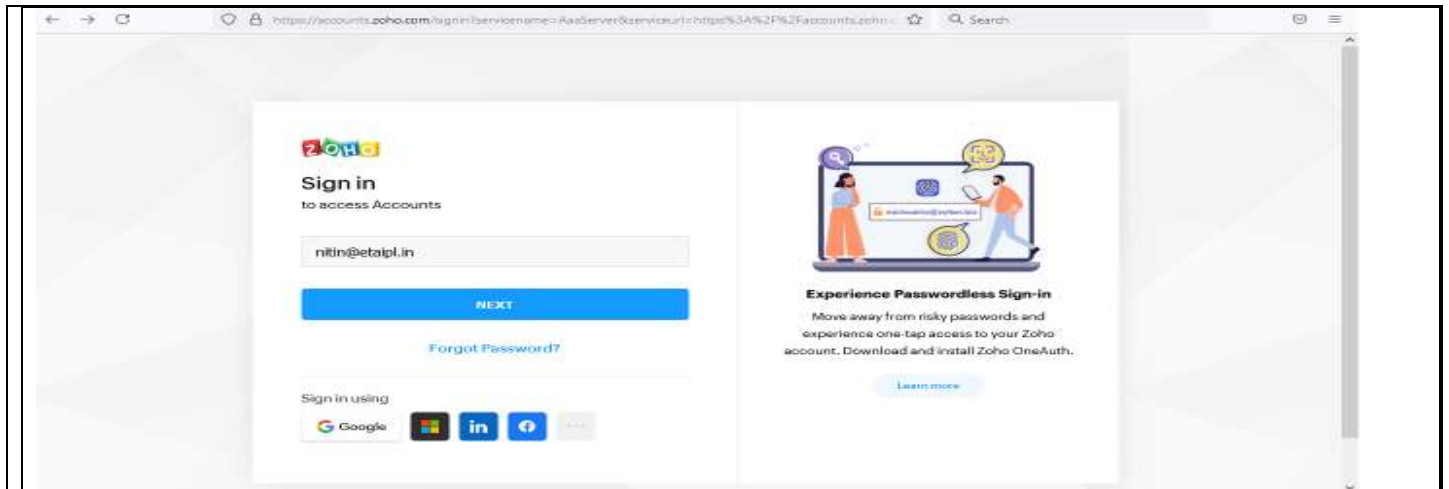 https://accounts.zoho.com/signin?servicename=AaaServer&serviceurl=https%3A%2F%2Faccounts.zoho.
Search
ZOHO
Sign in
to access Accounts
nitin@etaipl.in
NEXT
Forgot Password?
Sign in using
Google
in
Experience Passwordless Sign-in
Move away from risky passwords and
experience one-tap access to your Zoho
account. Download and install Zoho OneAuth.
Learn more